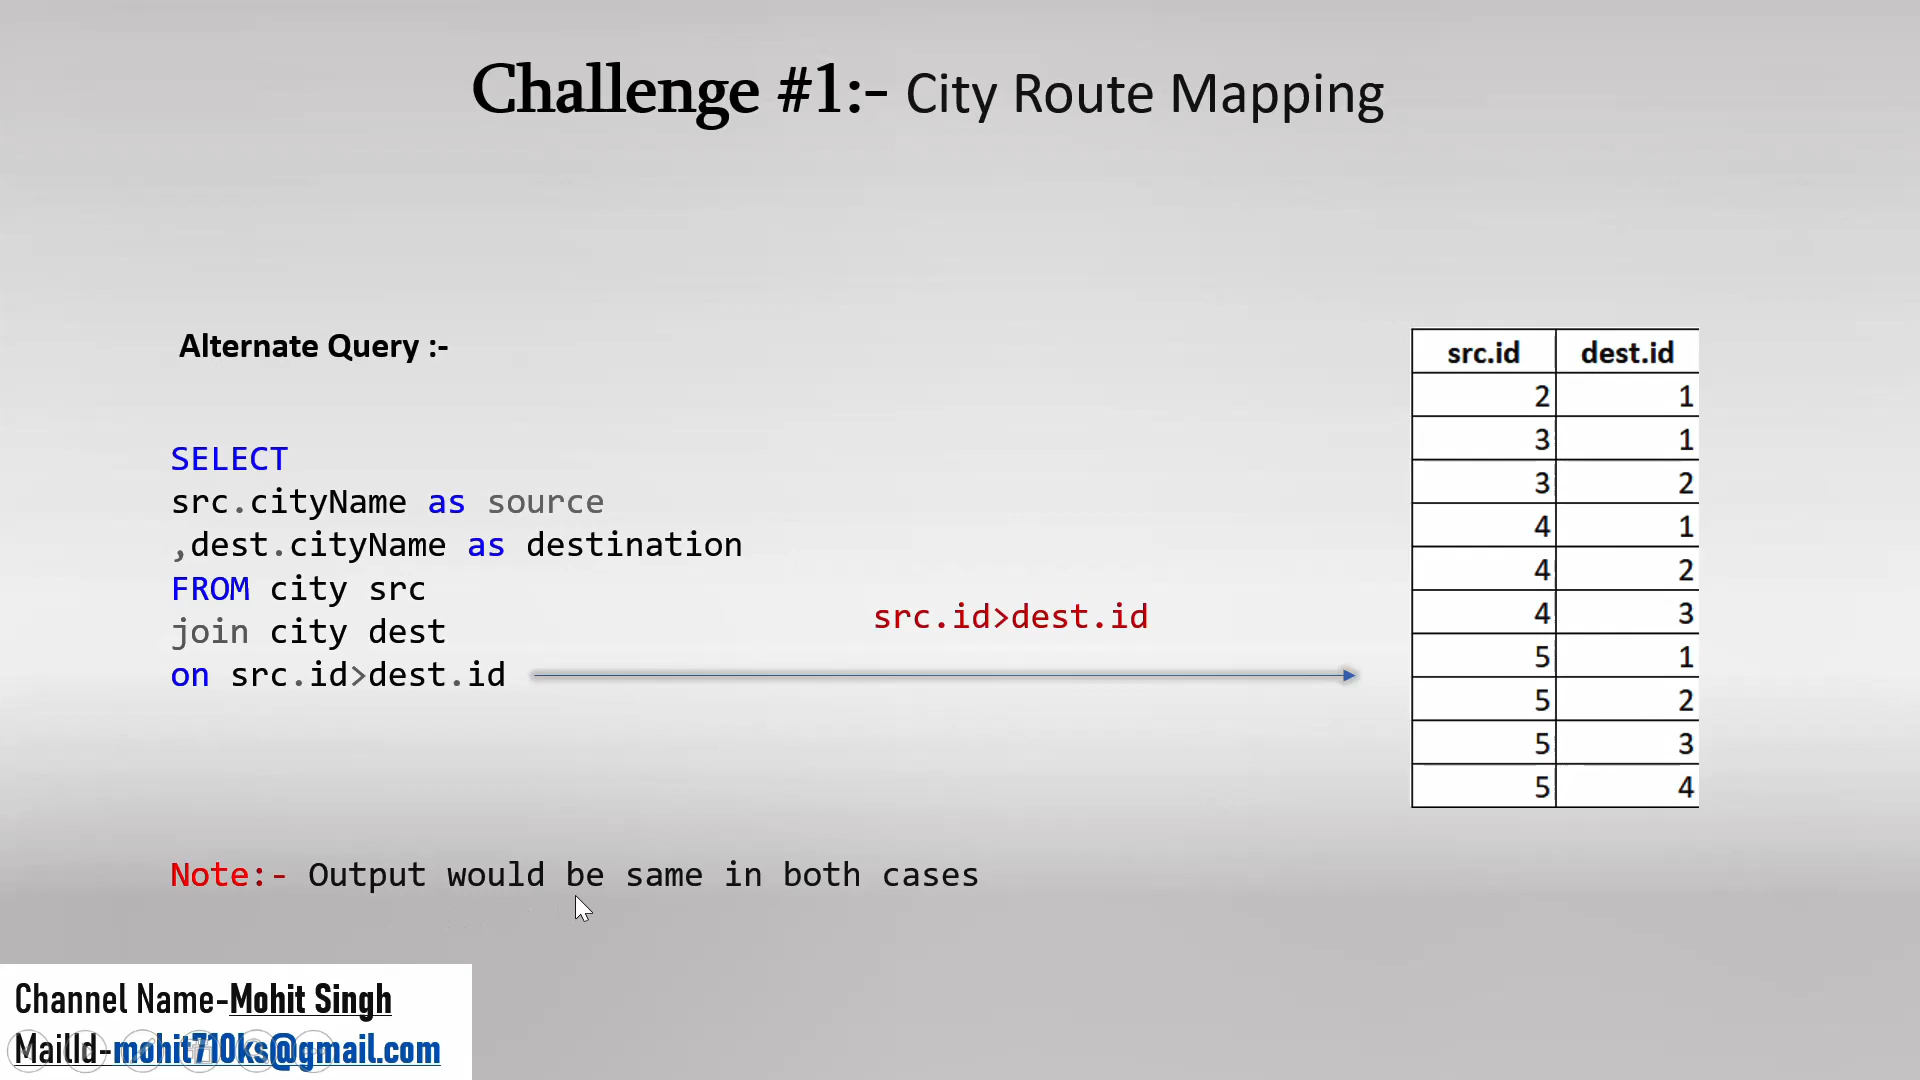 Challenge #1:- City Route Mapping
Alternate Query :-
SELECT
src.cityName as source
,dest.cityName as destination
FROM city src
join city dest
on src.id>dest.id
src.id>dest.id
src.id dest.id
2 1
3 1
3 2
4 1
4 2
4 3
5 1
5 2
5 3
5 4
Note:- Output would be same in both cases
Channel Name-Mohit Singh
MailId-mohit710ks@gmail.com